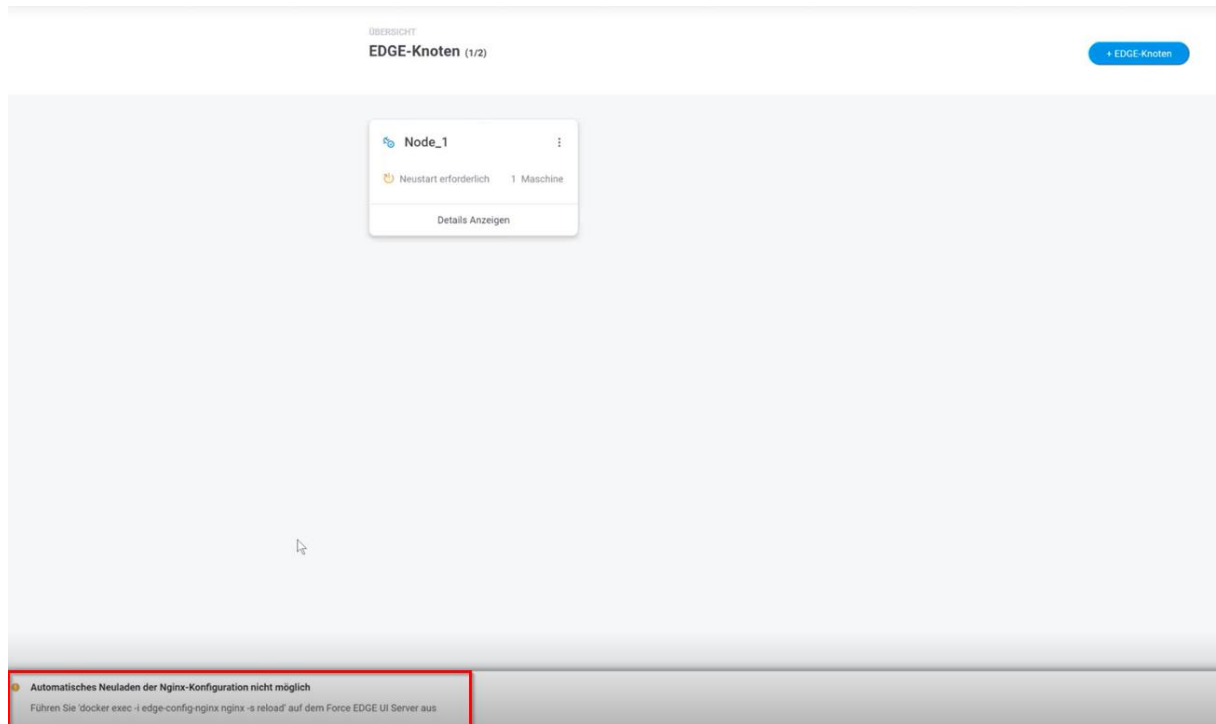 ÜBERSICHT
EDGE-Knoten (1/2)
+ EDGE-Knoten
Node_1
Neustart erforderlich 1 Maschine
Details Anzeigen
Automatisches Neuladen der Nginx-Konfiguration nicht möglich
Führen Sie 'docker exec -i edge-config-nginx nginx -s reload' auf dem Force EDGE UI Server aus